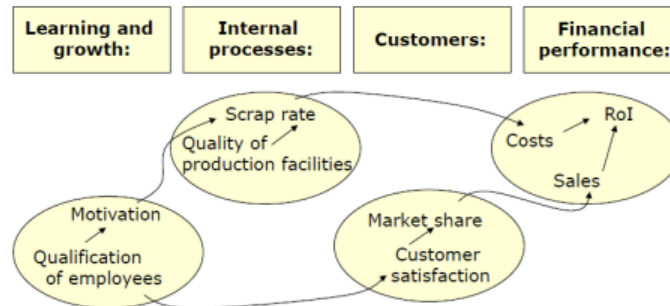 Learning and
growth:
Internal
processes:
Customers:
Financial
performance:
Scrap rate
Quality of
production facilities
RoI
Costs
Sales
Motivation
Qualification
of employees
Market share
Customer
satisfaction